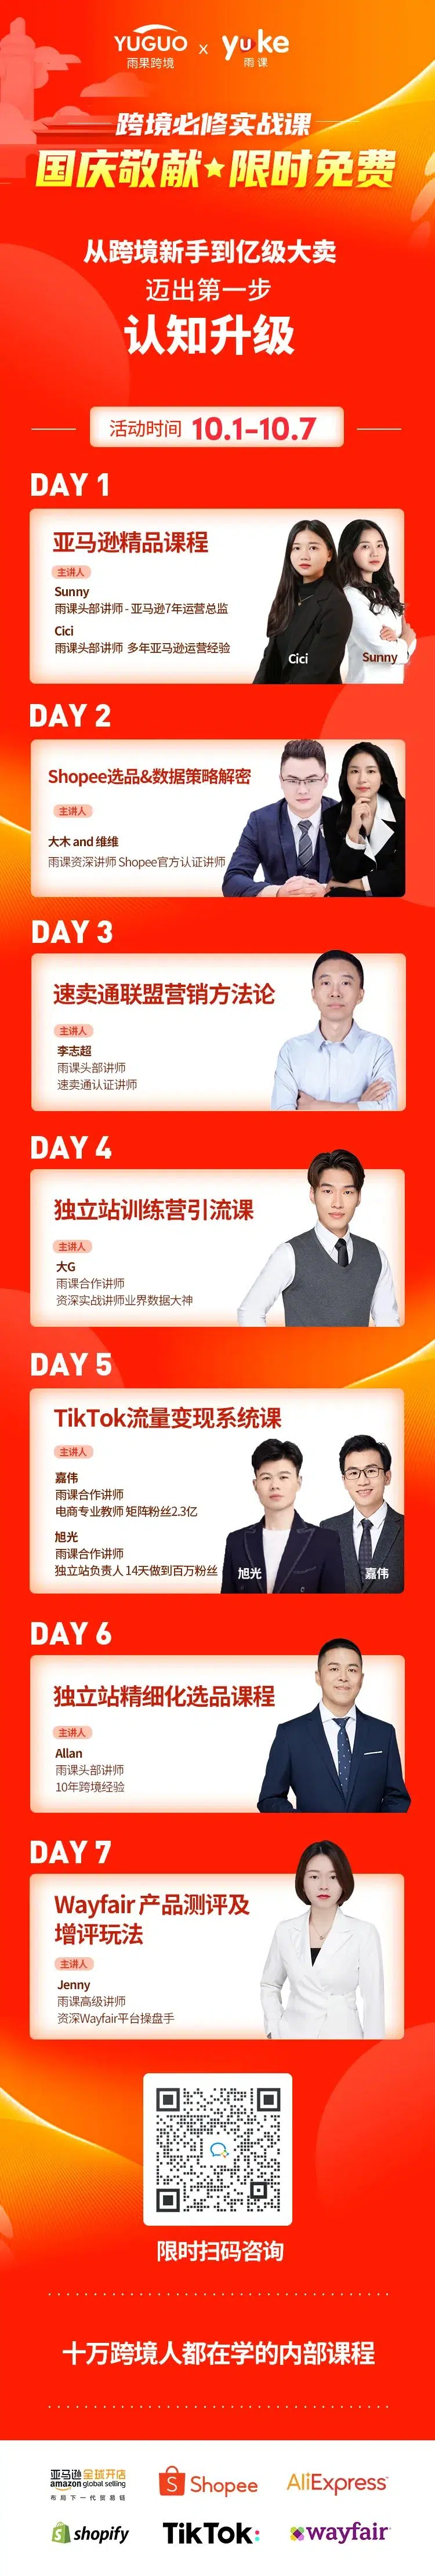 YUGUO x yuke
雨果跨境 雨课
跨境必修实战课
国庆敬献★限时免费
从跨境新手到亿级大卖
迈出第一步
认知升级
活动时间 10.1-10.7
DAY 1
亚马逊精品课程
主讲人
Sunny
雨课头部讲师 - 亚马逊7年运营总监
Cici
雨课头部讲师 多年亚马逊运营经验
Cici
Sunny
DAY 2
Shopee选品&数据策略解密
主讲人
大木 and 维维
雨课资深讲师 Shopee官方认证讲师
DAY 3
速卖通联盟营销方法论
主讲人
李志超
雨课头部讲师
速卖通认证讲师
DAY 4
独立站训练营引流课
主讲人
大G
雨课合作讲师
资深实战讲师业界数据大神
DAY 5
TikTok流量变现系统课
主讲人
嘉伟
雨课合作讲师
电商专业教师 矩阵粉丝2.3亿
旭光
雨课合作讲师
独立站负责人 14天做到百万粉丝
旭光
嘉伟
DAY 6
独立站精细化选品课程
主讲人
Allan
雨课头部讲师
10年跨境经验
DAY 7
Wayfair 产品测评及
增评玩法
主讲人
Jenny
雨课高级讲师
资深Wayfair平台操盘手
限时扫码咨询
十万跨境人都在学的内部课程
亚马逊全球开店
amazon global selling
布局下一代贸易链
Shopee
AliExpress
shopify
TikTok:
wayfair